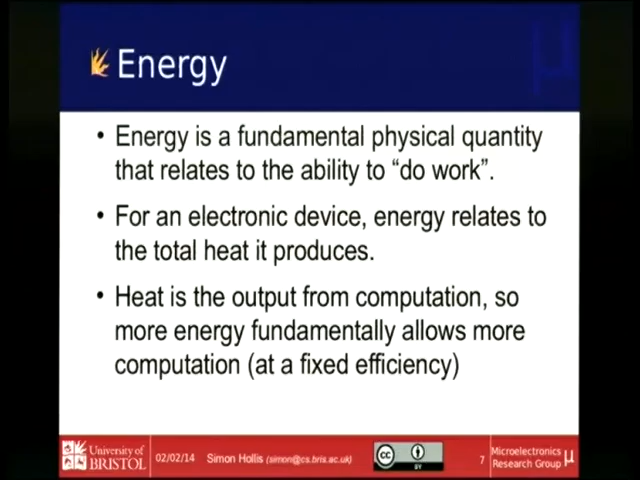 Energy
• Energy is a fundamental physical quantity
that relates to the ability to “do work”.
• For an electronic device, energy relates to
the total heat it produces.
• Heat is the output from computation, so
more energy fundamentally allows more
computation (at a fixed efficiency)
University of
BRISTOL
02/02/14
Simon Hollis (simon@cs.bris.ac.uk)
cc
BY
7
Microelectronics
Research Group
μ